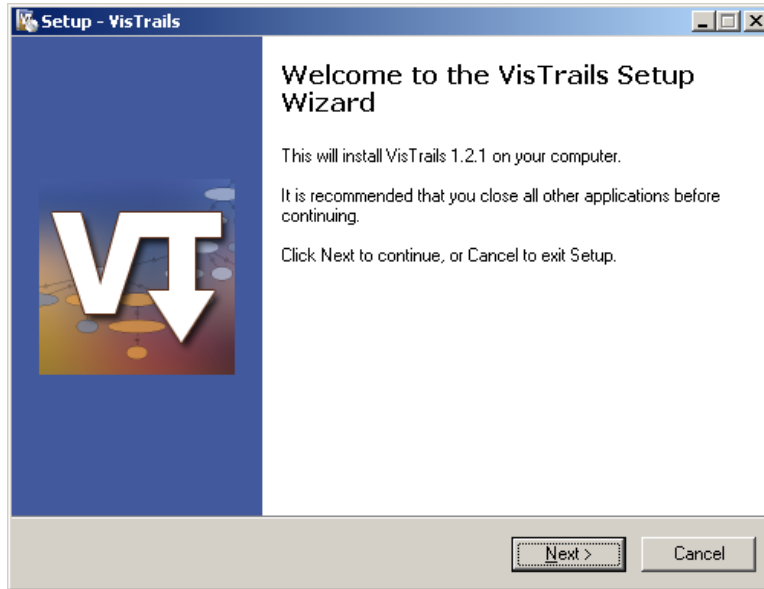 Setup - VisTrails
Welcome to the VisTrails Setup
Wizard
This will install VisTrails 1.2.1 on your computer.
It is recommended that you close all other applications before
continuing.
Click Next to continue, or Cancel to exit Setup.
VT
Next >
Cancel